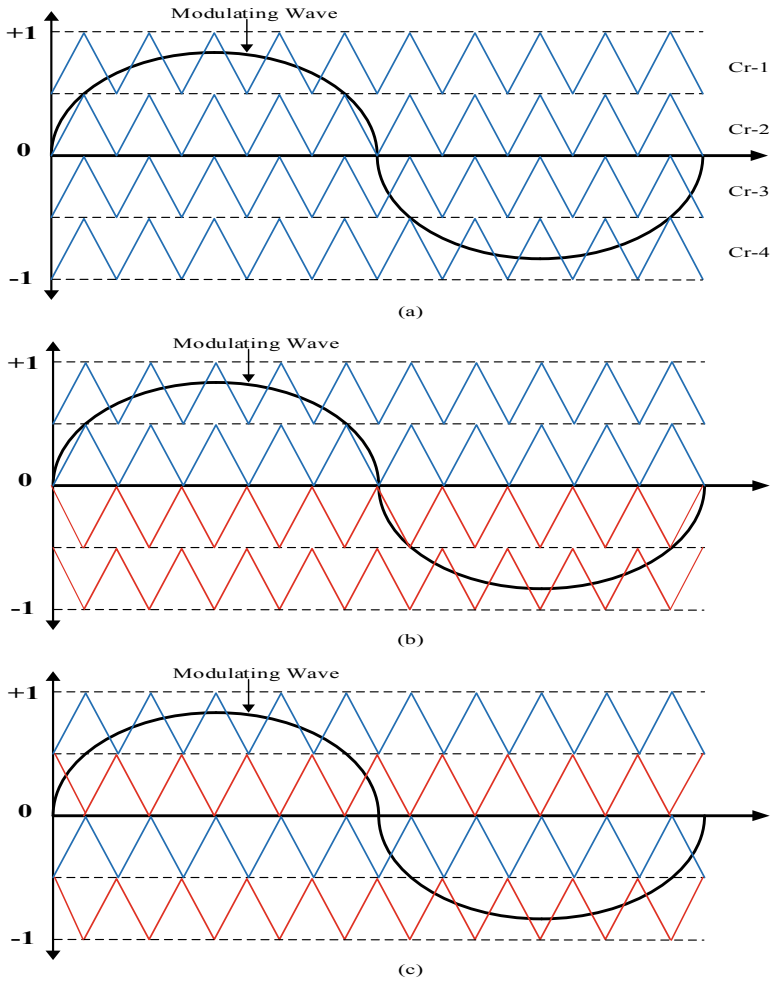 Modulating Wave
+1
Cr-1
Cr-2
0
Cr-3
Cr-4
-1
(a)
Modulating Wave
+1
0
-1
(b)
Modulating Wave
+1
0
-1
(c)